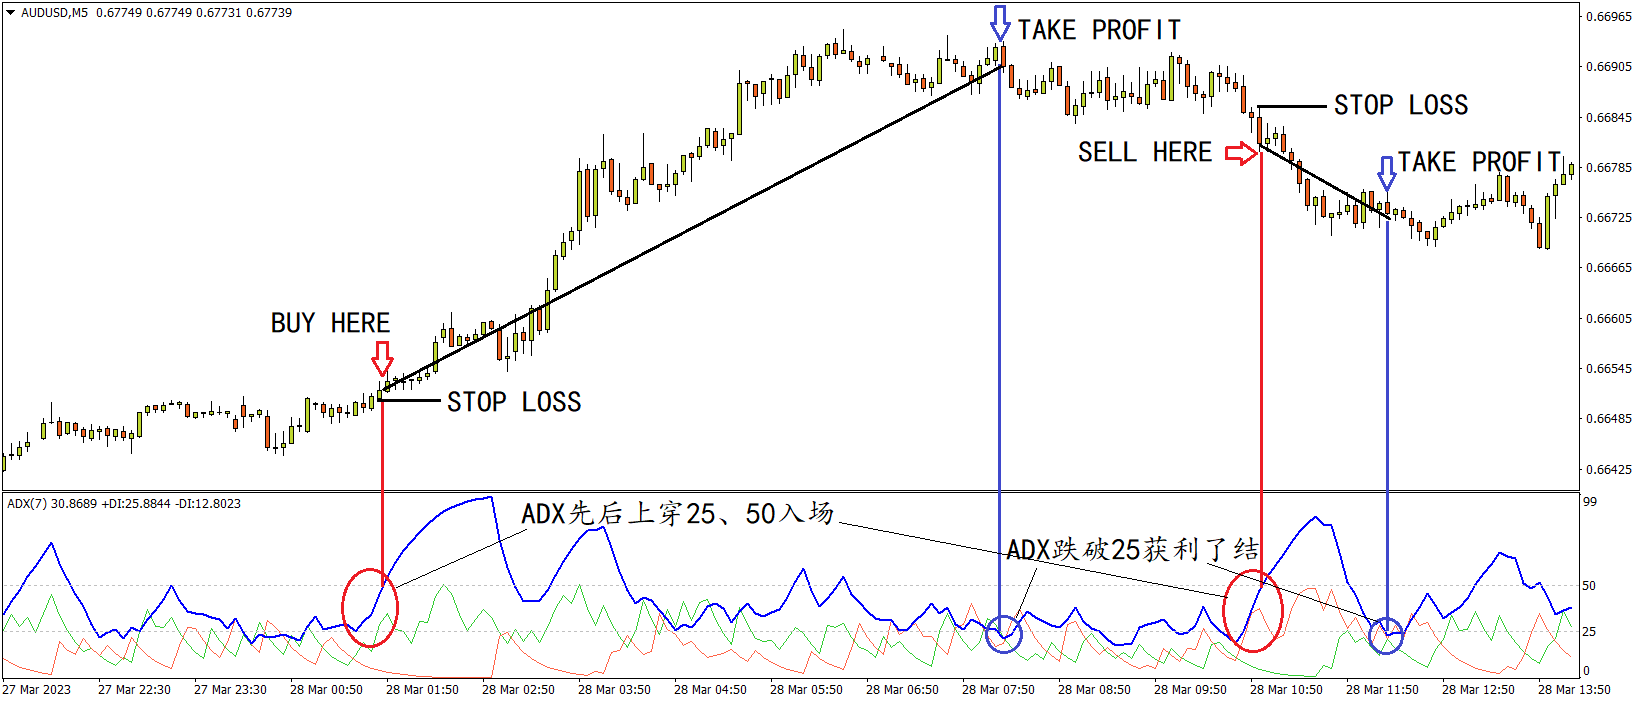 AUDUSD,M5 0.67749 0.67749 0.67731 0.67739
0.66965
TAKE PROFIT
0.66905
STOP LOSS
0.66845
SELL HERE
TAKE PROFIT
0.66785
0.66725
0.66665
BUY HERE
0.66605
0.66545
STOP LOSS
0.66485
0.66425
ADX(7) 30.8689 +DI:25.8844 -DI:12.8023
99
ADX先后上穿25、50入场
ADX跌破25获利了结
50
25
0
27 Mar 2023
27 Mar 22:30
27 Mar 23:30
28 Mar 00:50
28 Mar 01:50
28 Mar 02:50
28 Mar 03:50
28 Mar 04:50
28 Mar 05:50
28 Mar 06:50
28 Mar 07:50
28 Mar 08:50
28 Mar 09:50
28 Mar 10:50
28 Mar 11:50
28 Mar 12:50
28 Mar 13:50